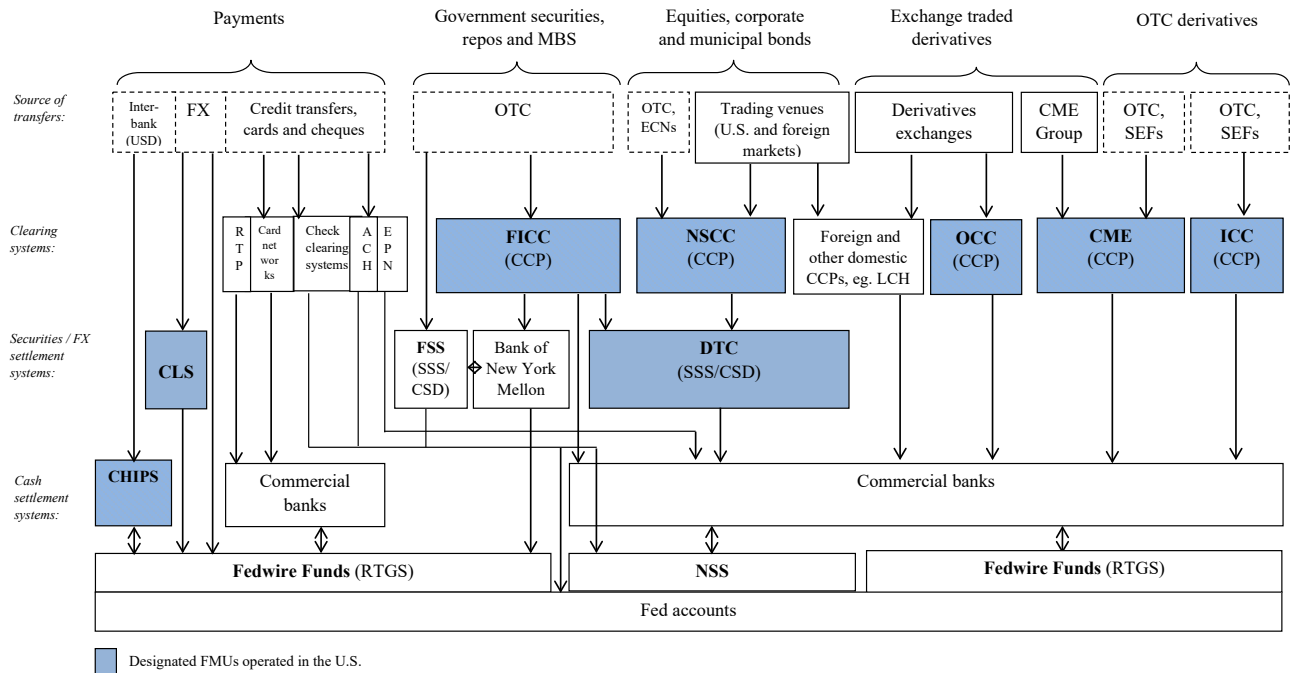 Payments
Government securities,
repos and MBS
Equities, corporate
and municipal bonds
Exchange traded
derivatives
OTC derivatives
Source of
transfers:
Inter-
bank
(USD)
FX
Credit transfers,
cards and cheques
OTC
OTC,
ECNs
Trading venues
(U.S. and foreign
markets)
Derivatives
exchanges
CME
Group
OTC,
SEFs
OTC,
SEFs
Clearing
systems:
R
T
P
Card
net wor
ks
Check
clearing
systems
A
C
H
E
P
N
FICC
(CCP)
NSCC
(CCP)
Foreign and
other domestic
CCPs, eg. LCH
OCC
(CCP)
CME
(CCP)
ICC
(CCP)
Securities / FX
settlement
systems:
CLS
FSS
(SSS/
CSD)
Bank of
New York
Mellon
DTC
(SSS/CSD)
Cash
settlement
systems:
CHIPS
Commercial
banks
Commercial banks
Fedwire Funds (RTGS)
NSS
Fedwire Funds (RTGS)
Fed accounts
Designated FMUs operated in the U.S.